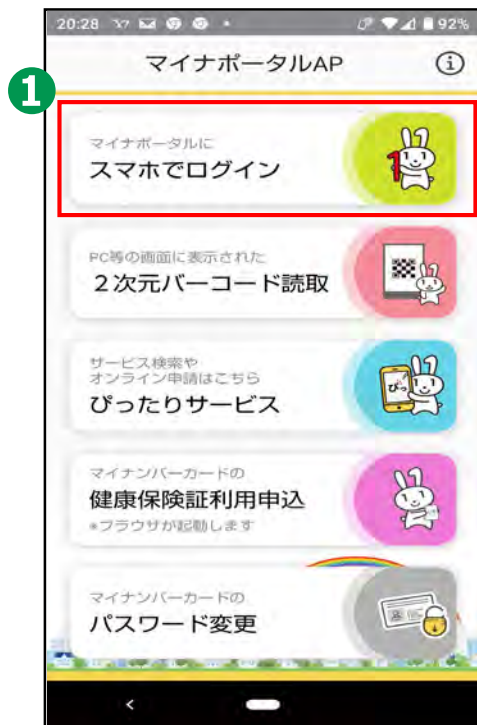 20:28 92%
マイナポータルAP
1
マイナポータルに
スマホでログイン
PC等の画面に表示された
２次元バーコード読取
サービス検索や
オンライン申請はこちら
ぴったりサービス
マイナンバーカードの
健康保険証利用申込
*ブラウザが起動します
マイナンバーカードの
パスワード変更